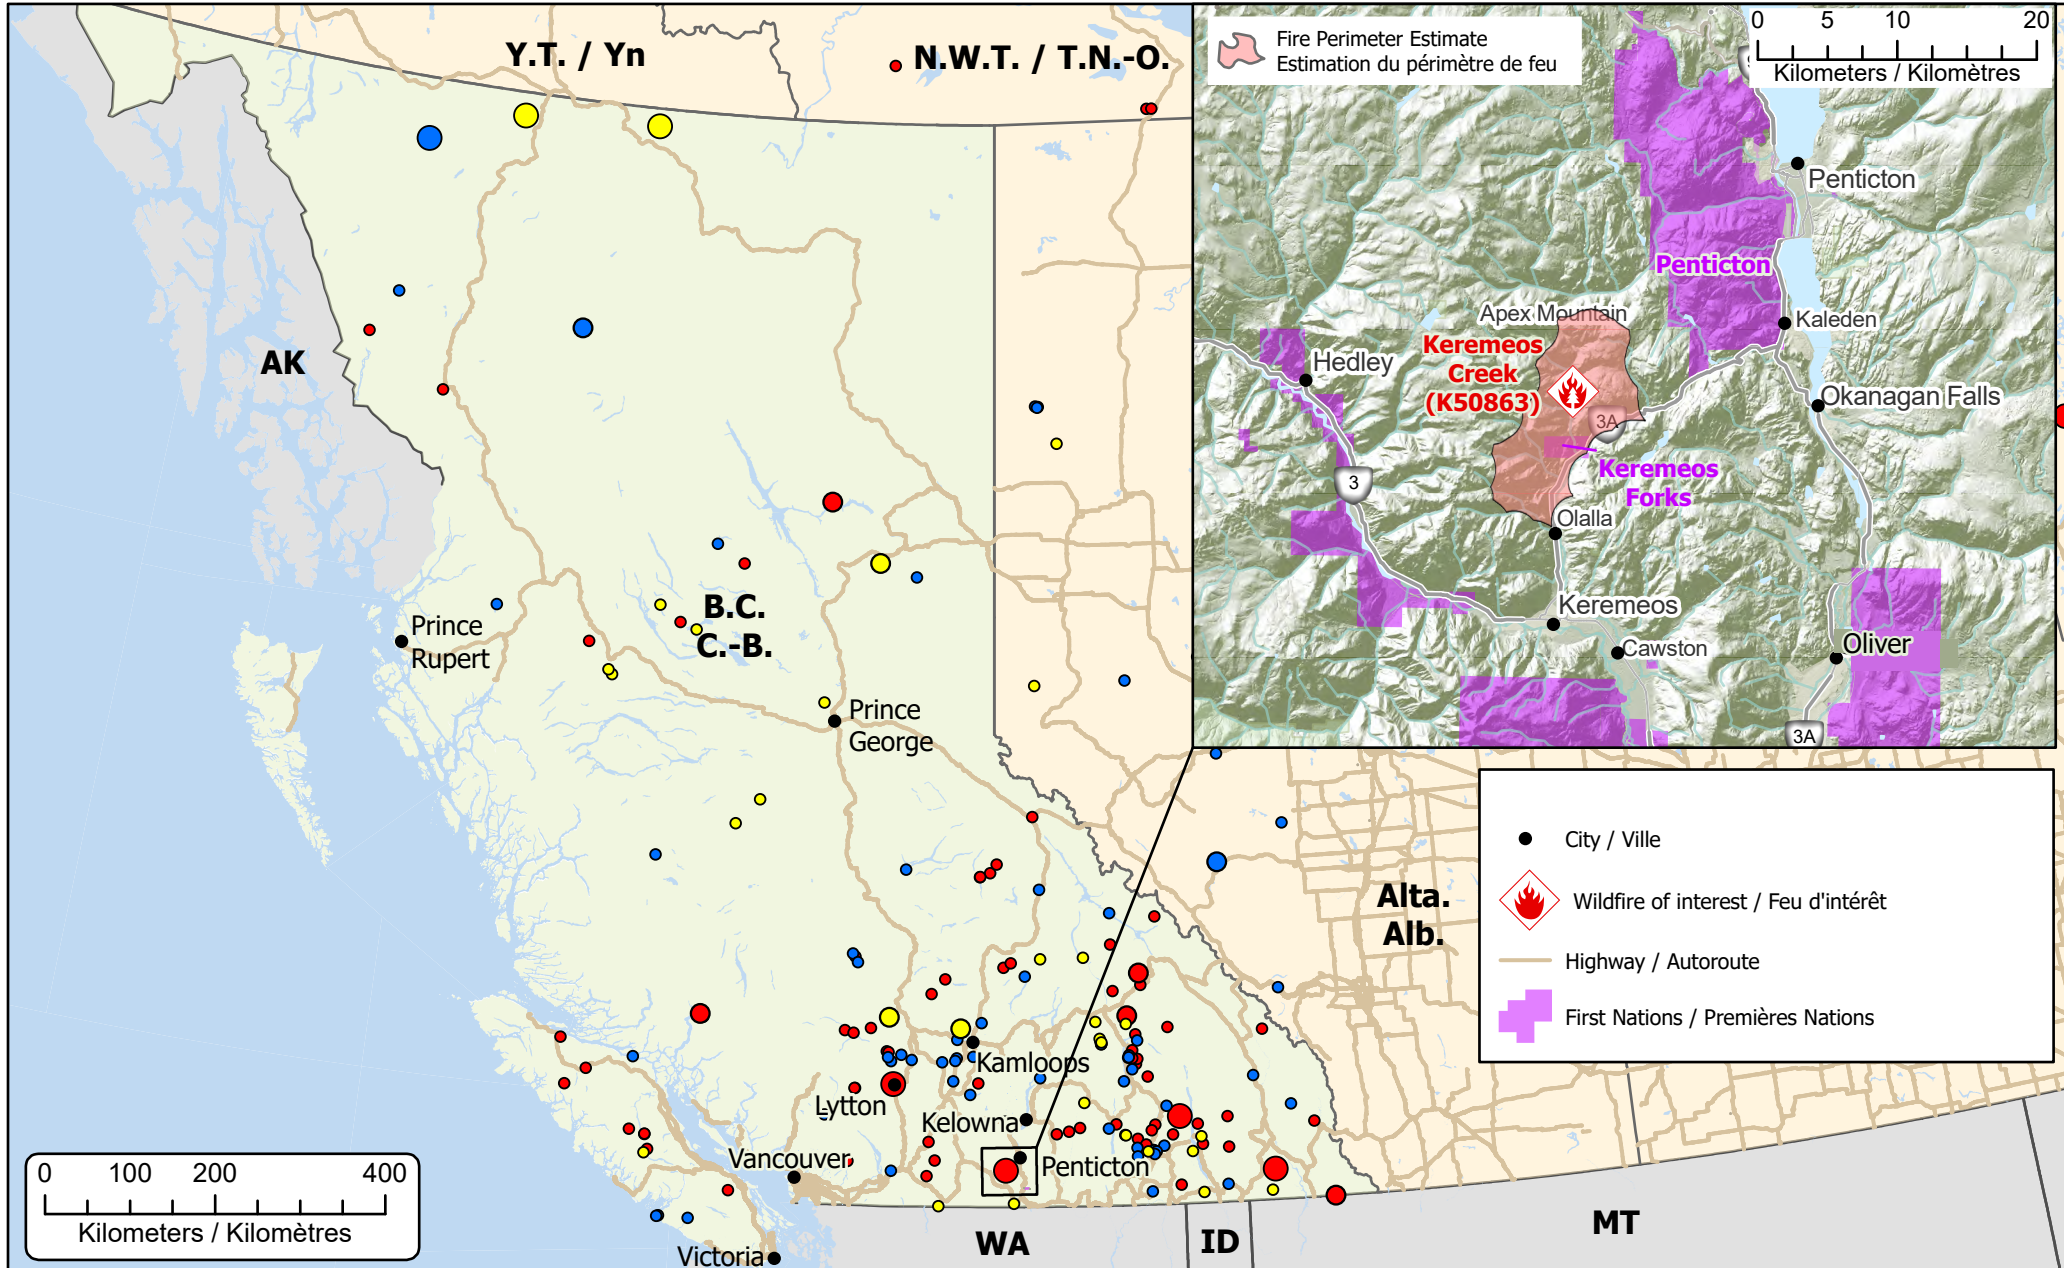 Y.T. / Yn
N.W.T. / T.N.-O.
AK
B.C.
C.-B.
Prince
Rupert
Prince
George
Alta.
Alb.
Kamloops
Lytton
Kelowna
Vancouver
Penticton
Victoria
WA
ID
MT
0 100 200 400
Kilometers / Kilomètres
Fire Perimeter Estimate
Estimation du périmètre de feu
0 5 10 20
Kilometers / Kilomètres
Penticton
Penticton
Apex Mountain
Kaleden
Keremeos
Creek
(K50863)
Hedley
Okanagan Falls
3A
Keremeos
Forks
3
Olalla
Keremeos
Cawston
Oliver
3A
City / Ville
Wildfire of interest / Feu d'intérêt
Highway / Autoroute
First Nations / Premières Nations